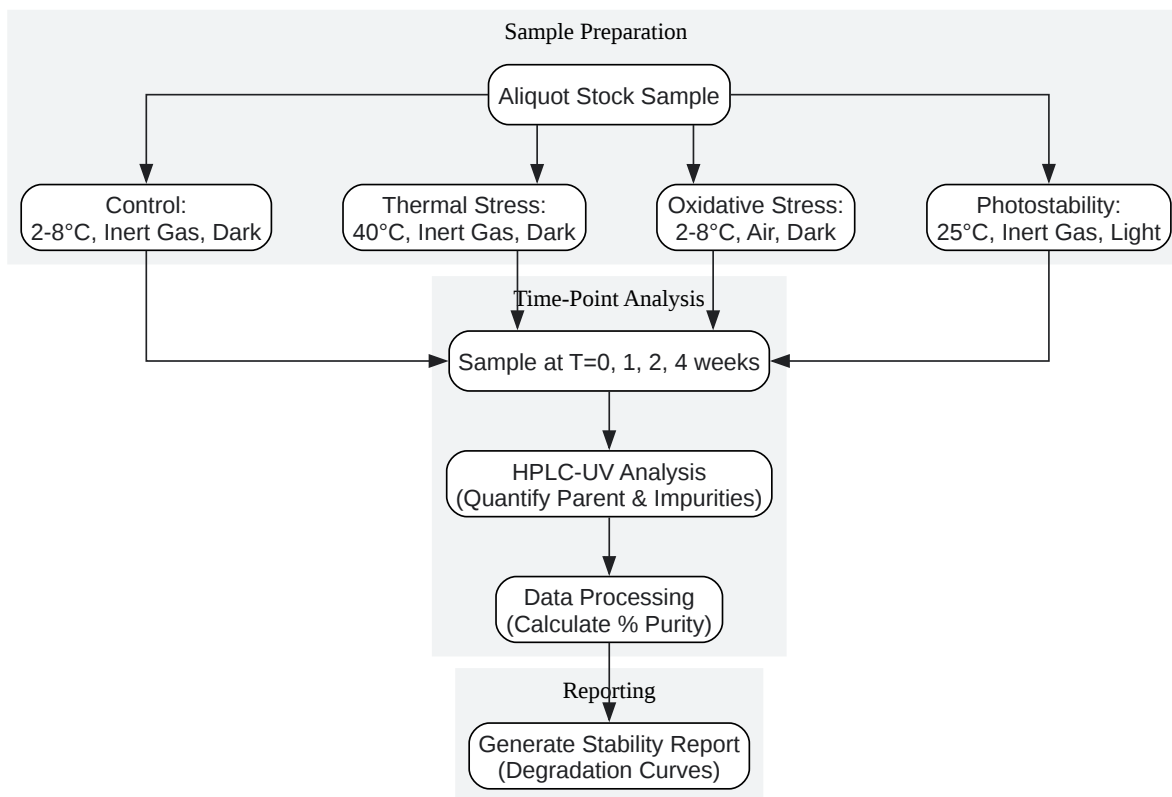 Sample Preparation
Aliquot Stock Sample
Control:
2-8°C, Inert Gas, Dark
Thermal Stress:
40°C, Inert Gas, Dark
Oxidative Stress:
2-8°C, Air, Dark
Photostability:
25°C, Inert Gas, Light
Time-Point Analysis
Sample at T=0, 1, 2, 4 weeks
HPLC-UV Analysis
(Quantify Parent & Impurities)
Data Processing
(Calculate % Purity)
Reporting
Generate Stability Report
(Degradation Curves)